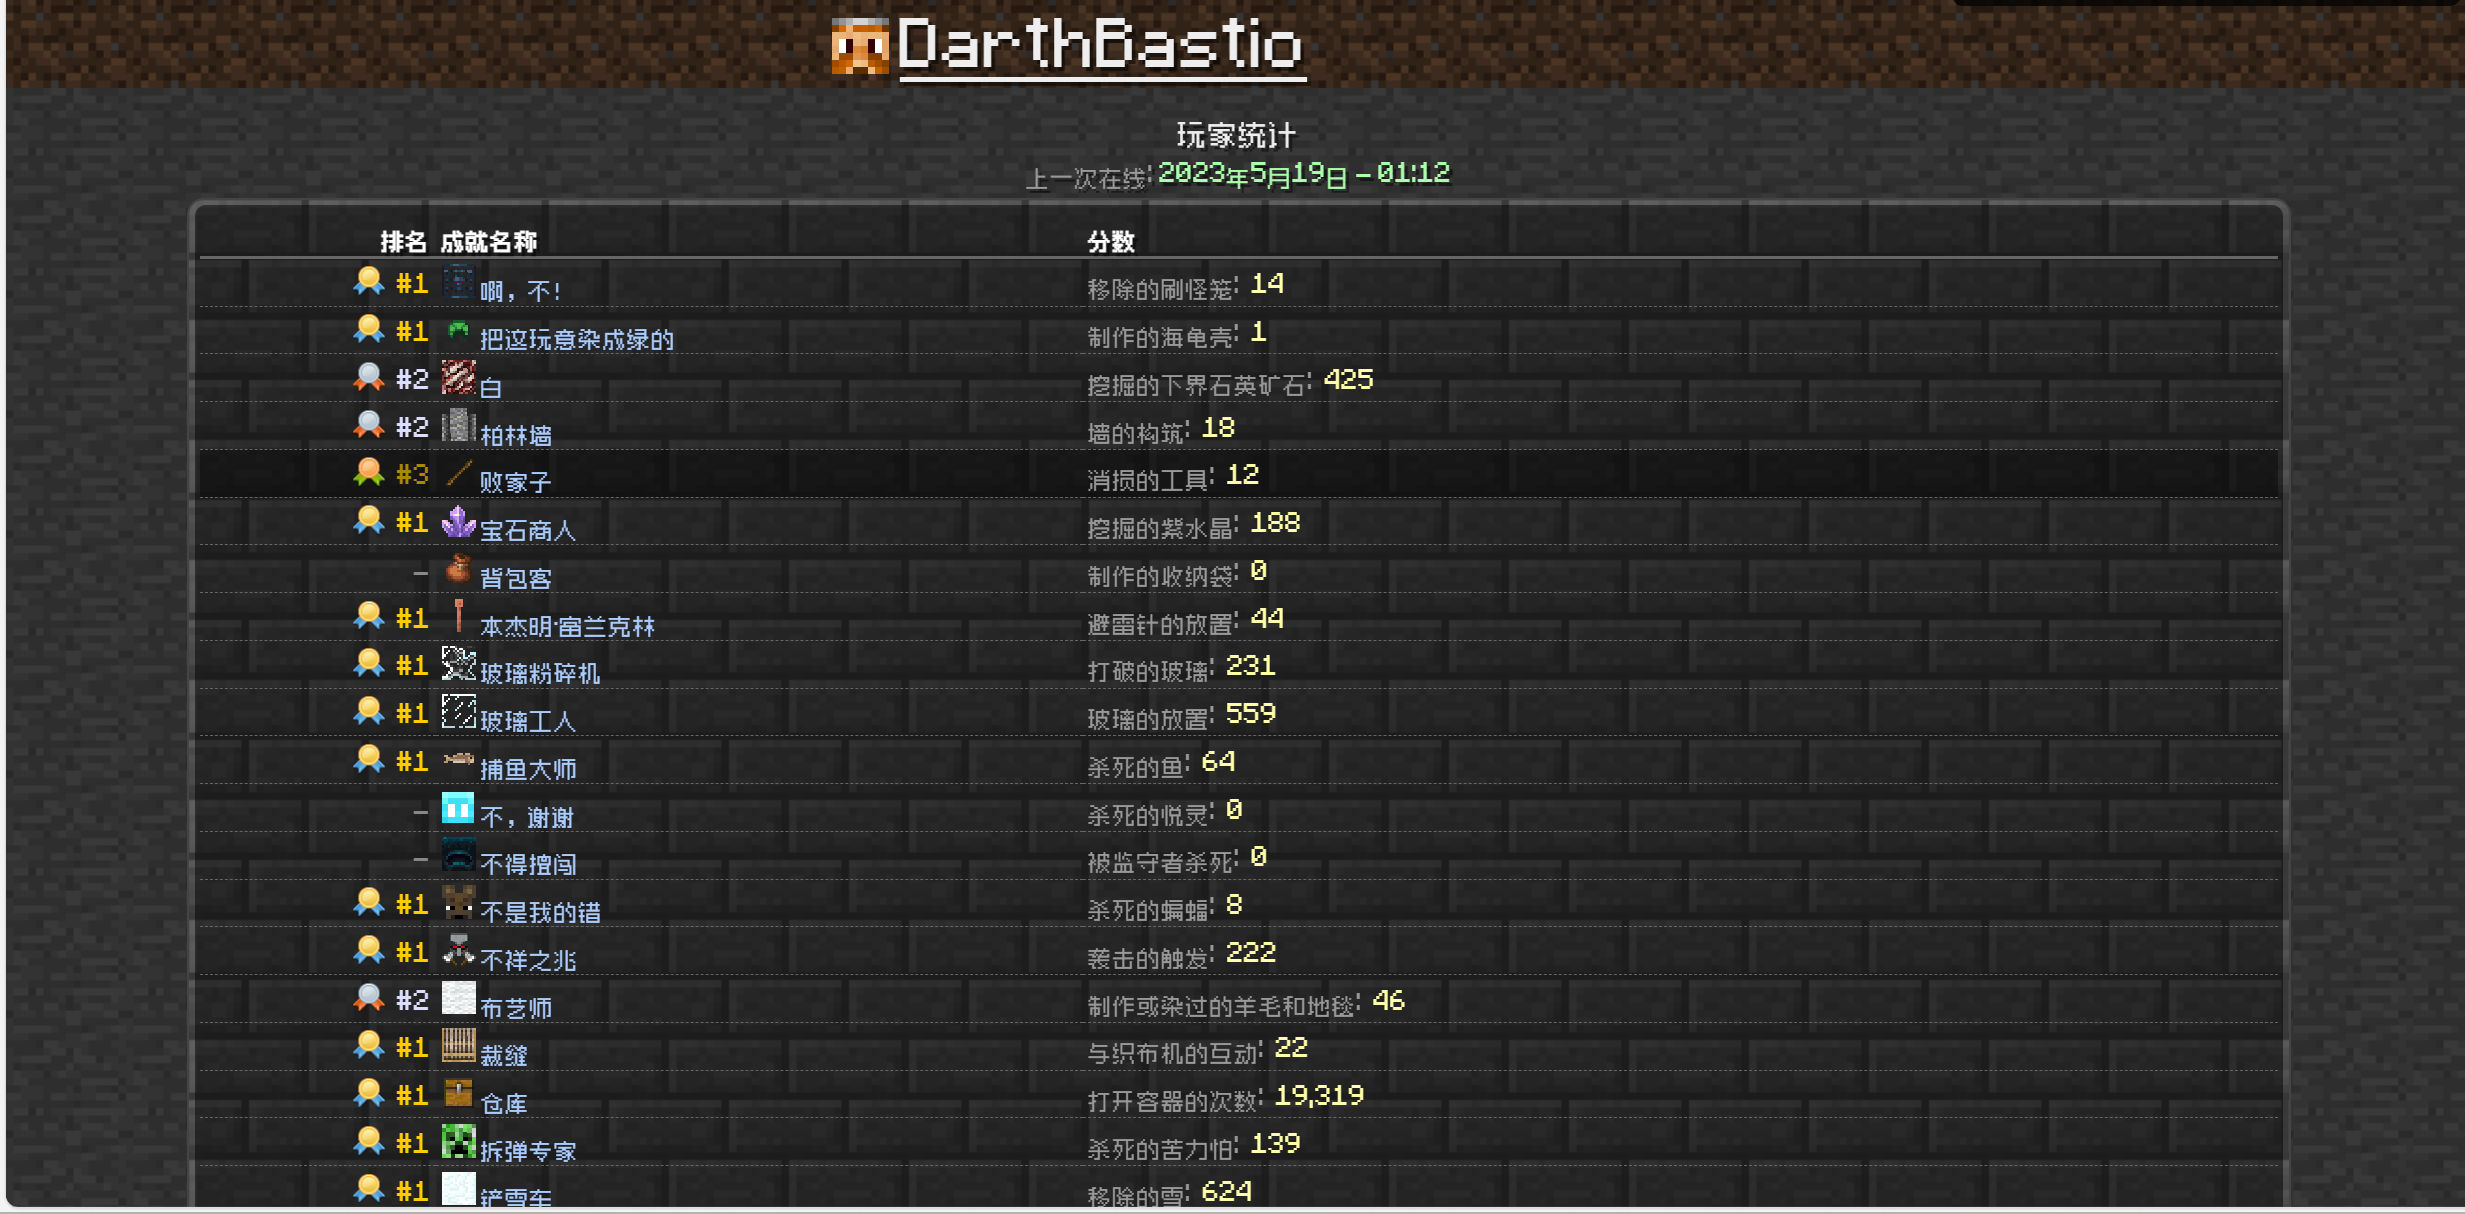 DarthBastio
玩家统计
上一次在线: 2023年5月19日 - 01:12
排名 成就名称 分数
#1 啊，不! 移除的刷怪笼: 14
#1 把这玩意染成绿的 制作的海龟壳: 1
#2 白 挖掘的下界石英矿石: 425
#2 柏林墙 墙的构筑: 18
#3 败家子 消损的工具: 12
#1 宝石商人 挖掘的紫水晶: 188
- 背包客 制作的收纳袋: 0
#1 本杰明·富兰克林 避雷针的放置: 44
#1 玻璃粉碎机 打破的玻璃: 231
#1 玻璃工人 玻璃的放置: 559
#1 捕鱼大师 杀死的鱼: 64
- 不，谢谢 杀死的悦灵: 0
- 不得擅闯 被监守者杀死: 0
#1 不是我的错 杀死的蝙蝠: 8
#1 不祥之兆 袭击的触发: 222
#2 布艺师 制作或染过的羊毛和地毯: 46
#1 裁缝 与织布机的互动: 22
#1 仓库 打开容器的次数: 19,319
#1 拆弹专家 杀死的苦力怕: 139
#1 铲雪车 移除的雪: 624